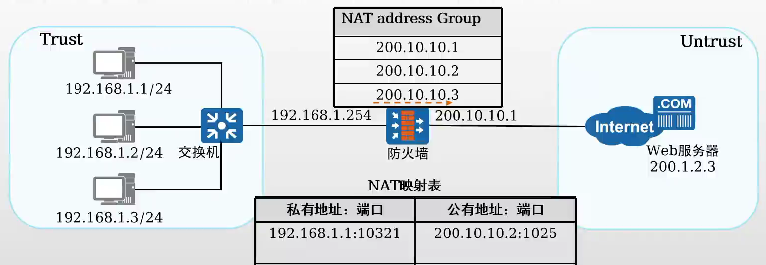 NAT address Group
200.10.10.1
200.10.10.2
200.10.10.3
Trust
Untrust
192.168.1.1/24
192.168.1.2/24
192.168.1.3/24
交换机
192.168.1.254
200.10.10.1
防火墙
Internet
.COM
Web服务器
200.1.2.3
NAT映射表
私有地址：端口 公有地址：端口
192.168.1.1:10321 200.10.10.2:1025